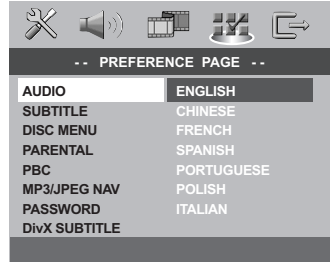 -- PREFERENCE PAGE --
AUDIO ENGLISH
SUBTITLE CHINESE
DISC MENU FRENCH
PARENTAL SPANISH
PBC PORTUGUESE
MP3/JPEG NAV POLISH
PASSWORD ITALIAN
DivX SUBTITLE